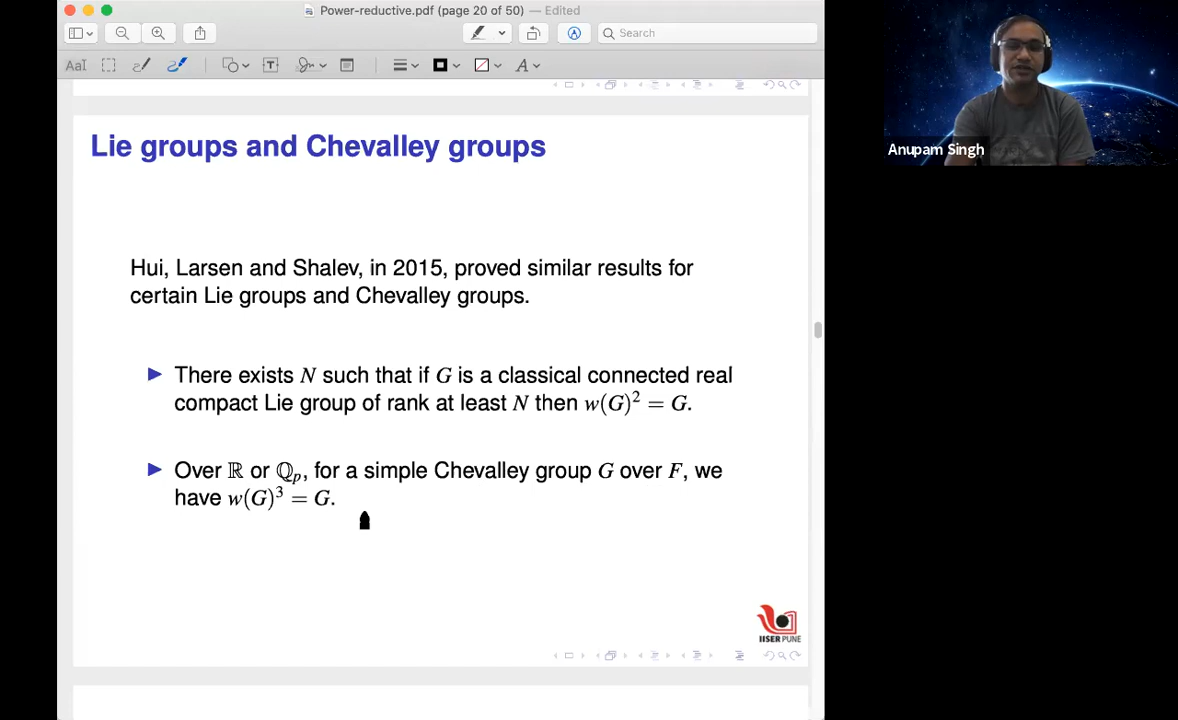 Power-reductive.pdf (page 20 of 50) — Edited
Search
AaI
T
A
Lie groups and Chevalley groups
Anupam Singh
Hui, Larsen and Shalev, in 2015, proved similar results for
certain Lie groups and Chevalley groups.
There exists N such that if G is a classical connected real
compact Lie group of rank at least N then w(G)² = G.
Over ℝ or ℚₚ, for a simple Chevalley group G over F, we
have w(G)³ = G.
IISER PUNE